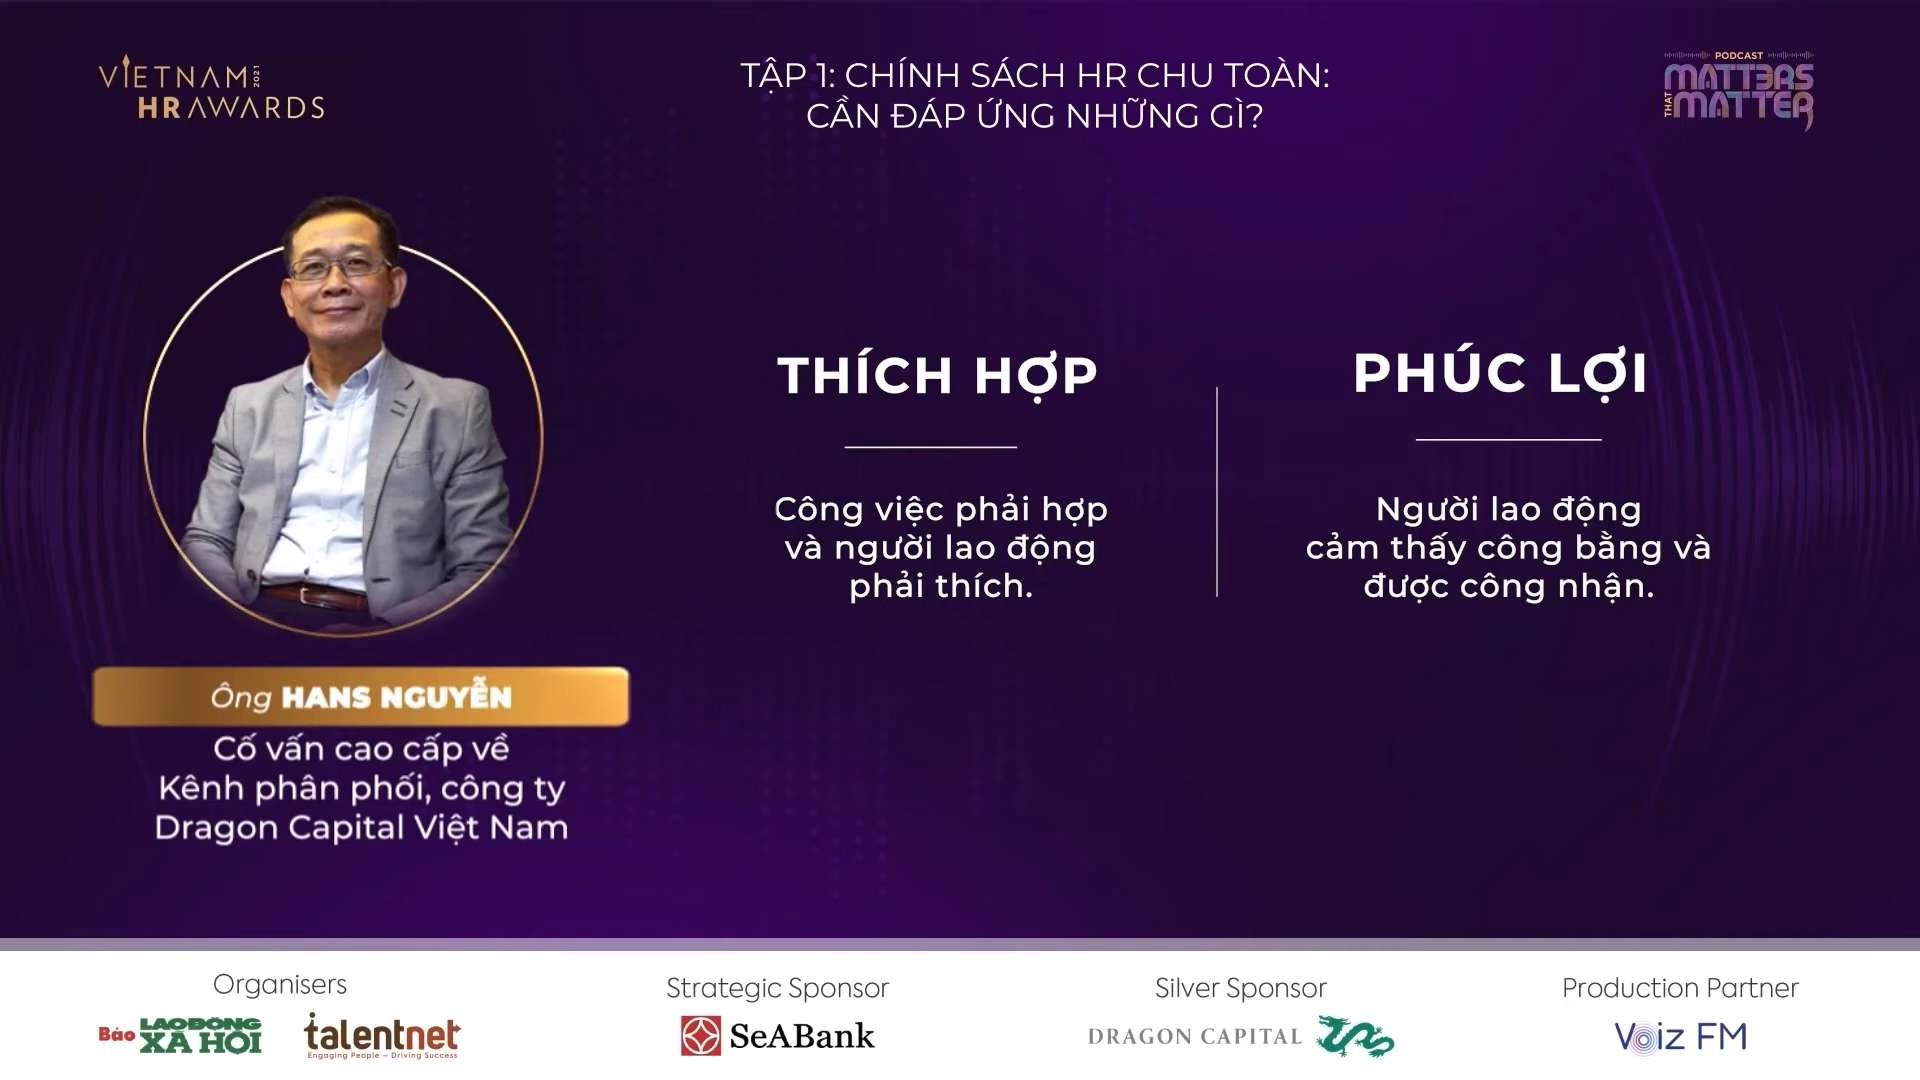 VIETNAM 2021
HR AWARDS
TẬP 1: CHÍNH SÁCH HR CHU TOÀN:
CẦN ĐÁP ỨNG NHỮNG GÌ?
PODCAST
MATTERS
THAT MATTER
THÍCH HỢP
Công việc phải hợp
và người lao động
phải thích.
PHÚC LỢI
Người lao động
cảm thấy công bằng và
được công nhận.
Ông HANS NGUYỄN
Cố vấn cao cấp về
Kênh phân phối, công ty
Dragon Capital Việt Nam
Organisers
Báo LAO ĐỘNG
XÃ HỘI
talentnet
Engaging People – Driving Success
Strategic Sponsor
SeABank
Silver Sponsor
DRAGON CAPITAL
Production Partner
Voiz FM